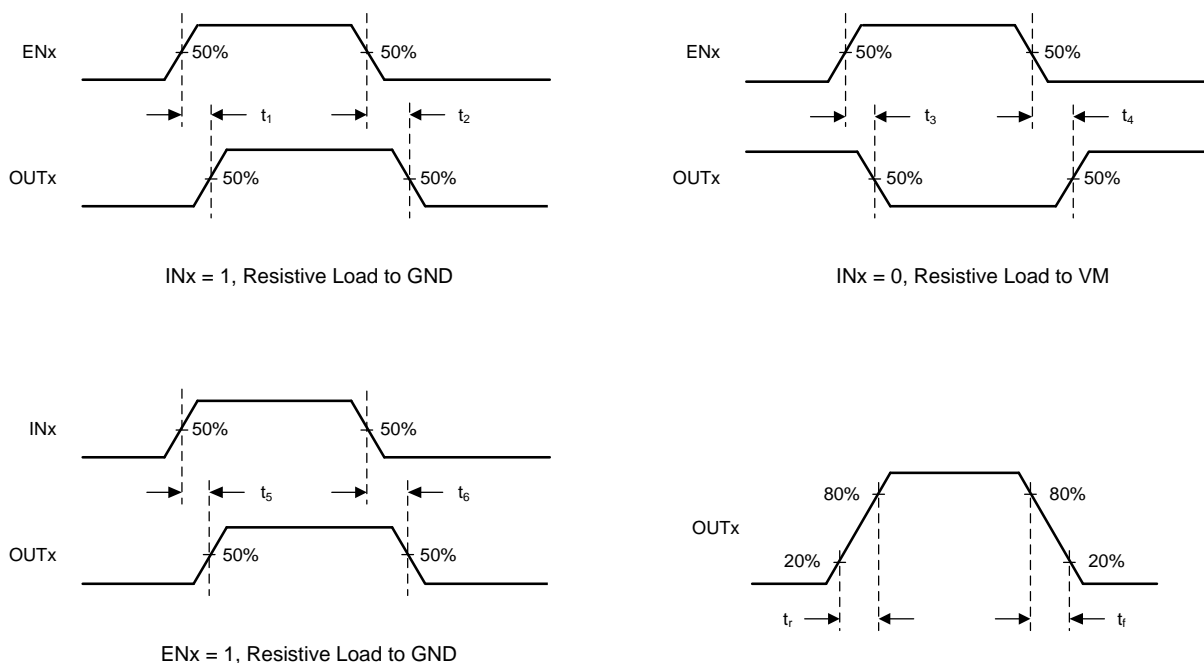 ENx
50%
50%
t1
t2
OUTx
50%
50%
INx = 1, Resistive Load to GND
ENx
50%
50%
t3
t4
OUTx
50%
50%
INx = 0, Resistive Load to VM
INx
50%
50%
t5
t6
OUTx
50%
50%
ENx = 1, Resistive Load to GND
80%
80%
OUTx
20%
20%
tr
tf